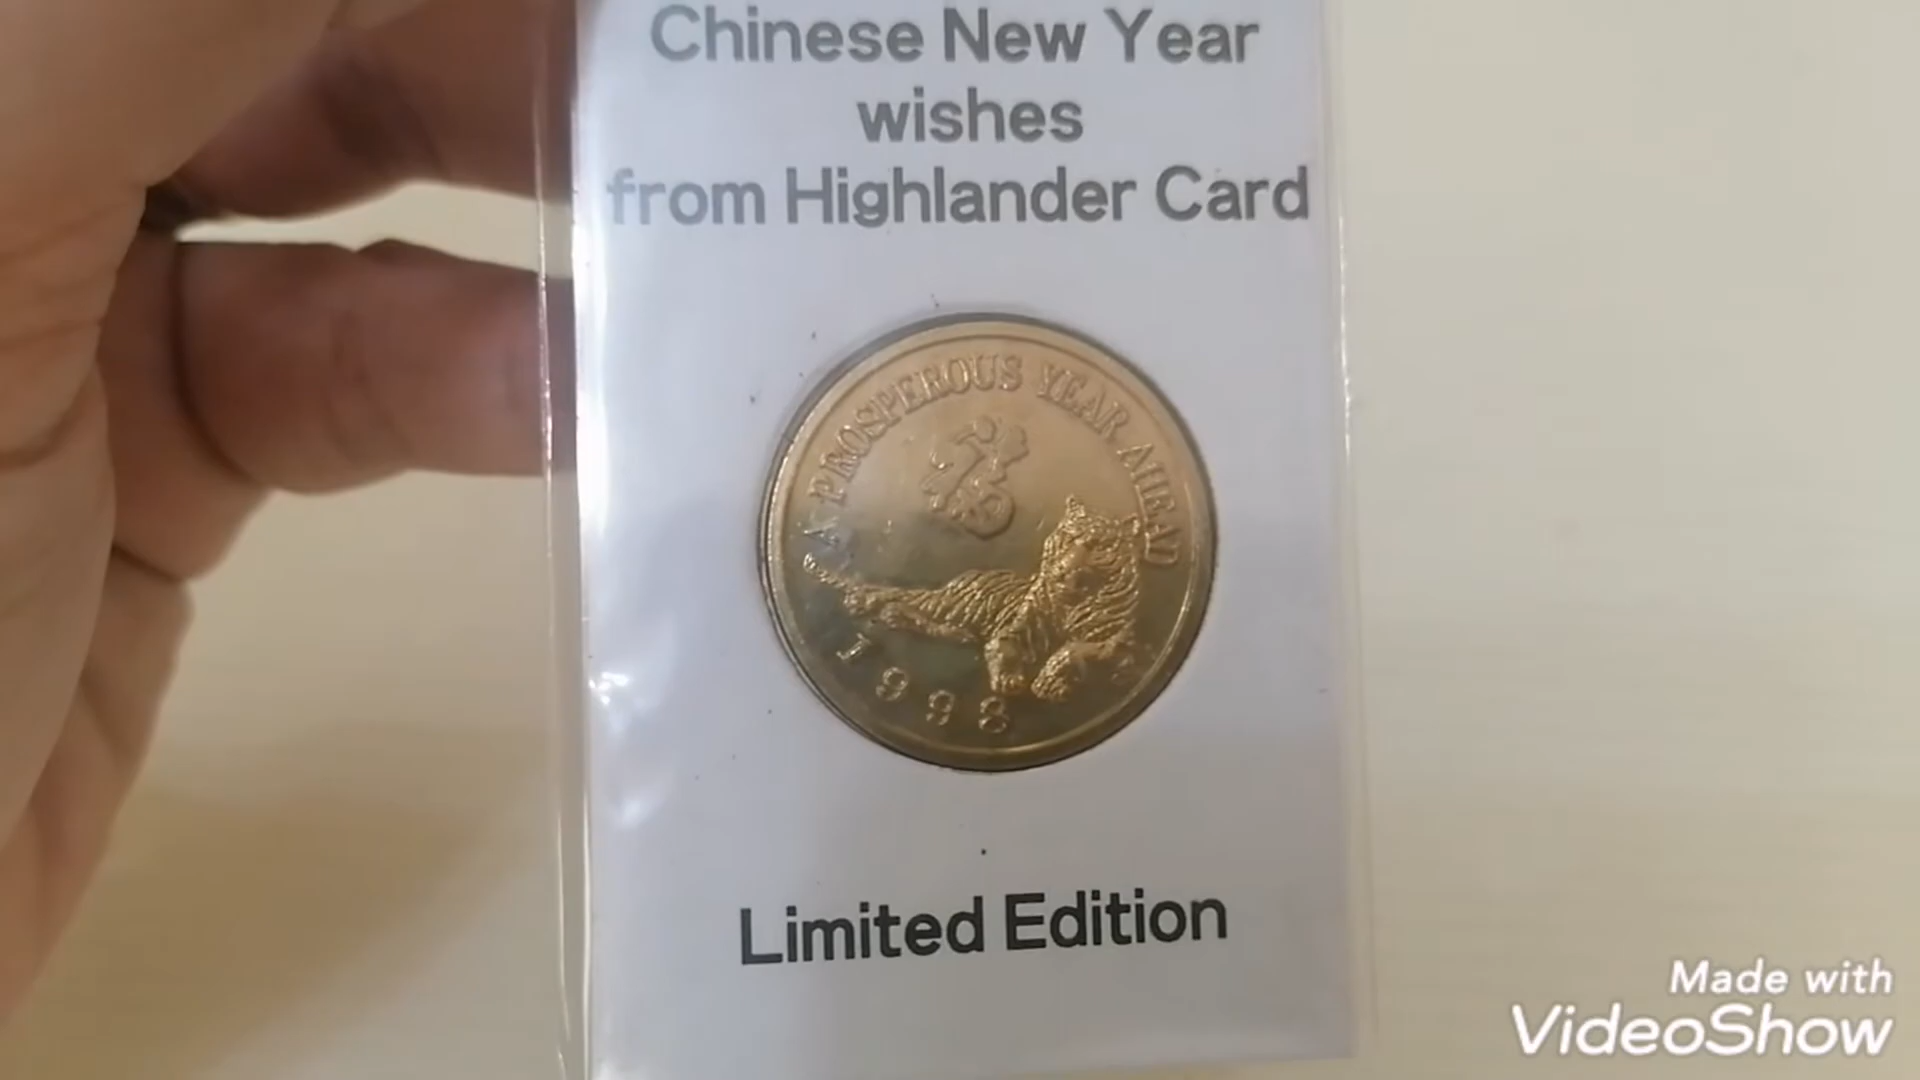 Chinese New Year
wishes
from Highlander Card
A PROSPEROUS YEAR AHEAD
1998
Limited Edition
Made with
VideoShow